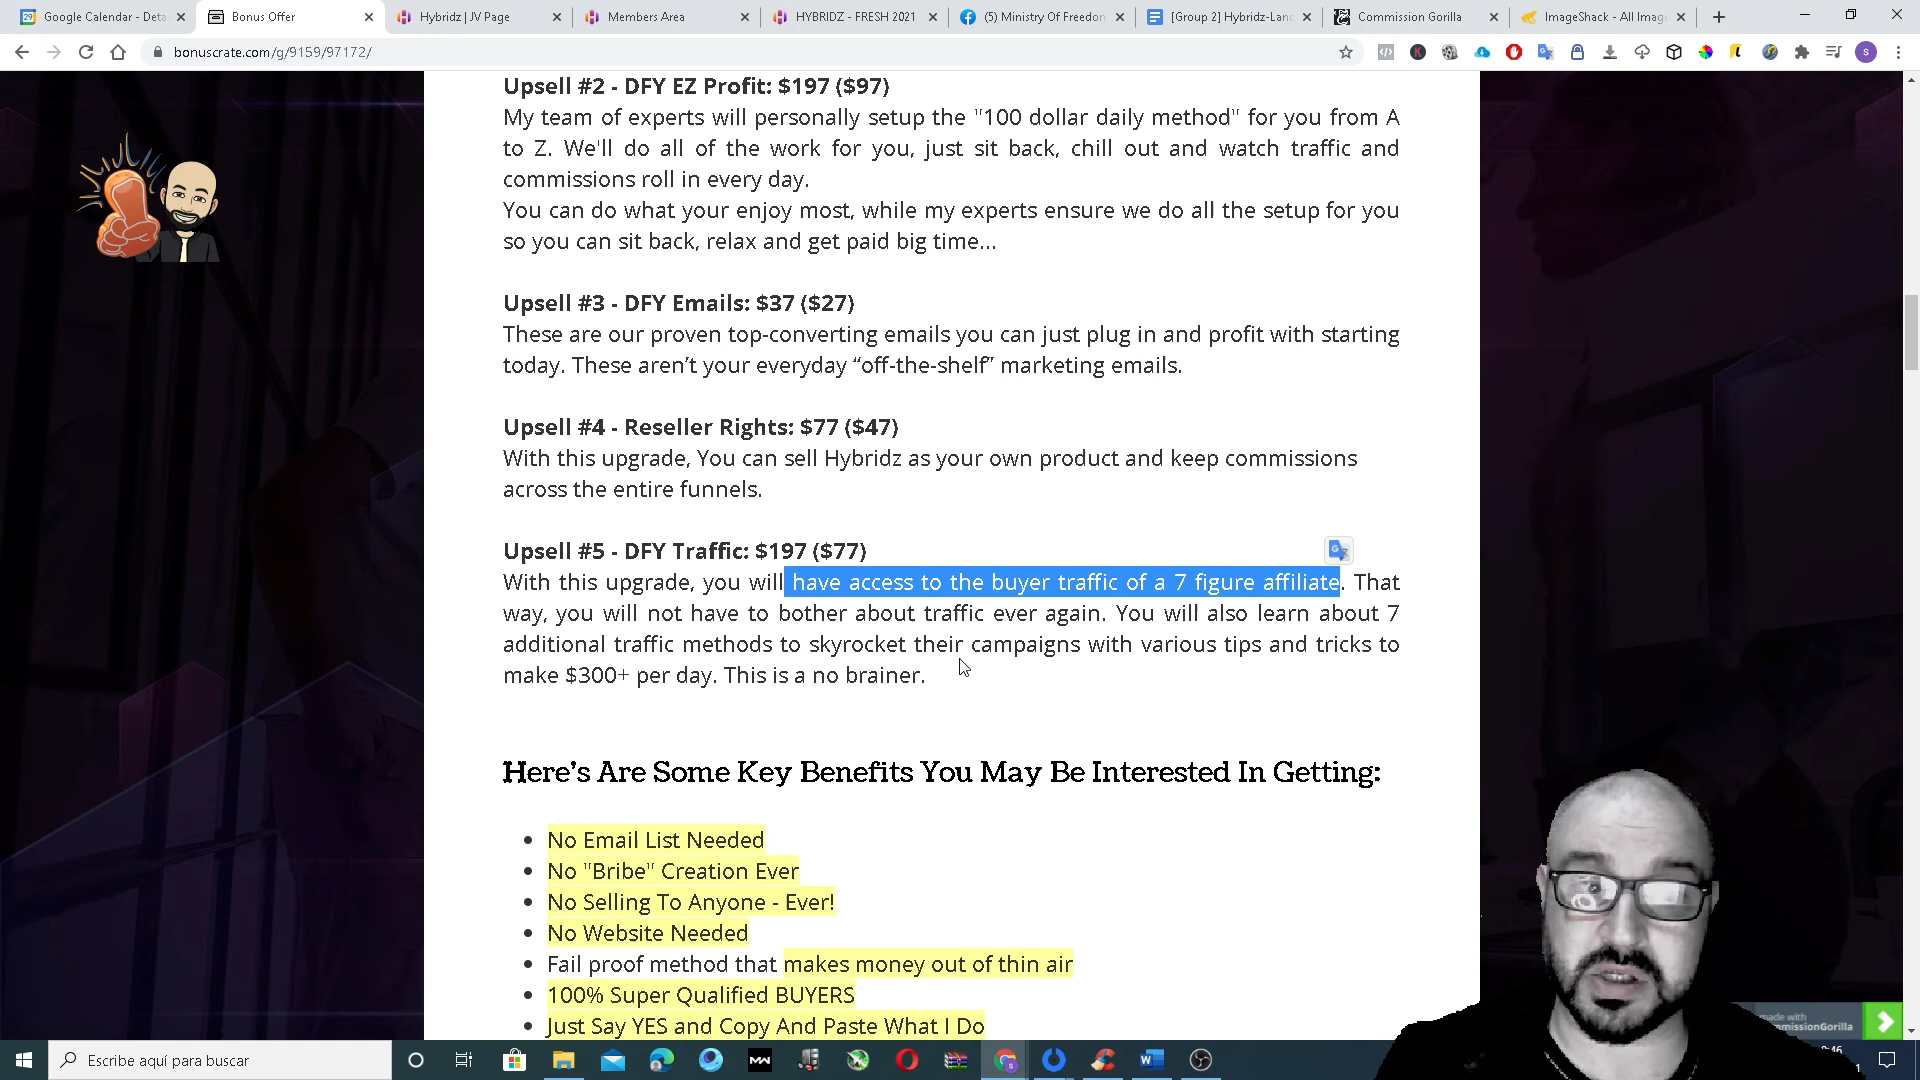 Google Calendar - Deta
Bonus Offer
Hybridz | JV Page
Members Area
HYBRIDZ - FRESH 2021
(5) Ministry Of Freedom
[Group 2] Hybridz-Lan
Commission Gorilla
ImageShack - All Imag
bonuscrate.com/g/9159/97172/
Upsell #2 - DFY EZ Profit: $197 ($97)
My team of experts will personally setup the "100 dollar daily method" for you from A
to Z. We'll do all of the work for you, just sit back, chill out and watch traffic and
commissions roll in every day.
You can do what your enjoy most, while my experts ensure we do all the setup for you
so you can sit back, relax and get paid big time...
Upsell #3 - DFY Emails: $37 ($27)
These are our proven top-converting emails you can just plug in and profit with starting
today. These aren’t your everyday “off-the-shelf” marketing emails.
Upsell #4 - Reseller Rights: $77 ($47)
With this upgrade, You can sell Hybridz as your own product and keep commissions
across the entire funnels.
Upsell #5 - DFY Traffic: $197 ($77)
With this upgrade, you will have access to the buyer traffic of a 7 figure affiliate. That
way, you will not have to bother about traffic ever again. You will also learn about 7
additional traffic methods to skyrocket their campaigns with various tips and tricks to
make $300+ per day. This is a no brainer.
Here's Are Some Key Benefits You May Be Interested In Getting:
No Email List Needed
No "Bribe" Creation Ever
No Selling To Anyone - Ever!
No Website Needed
Fail proof method that makes money out of thin air
100% Super Qualified BUYERS
Just Say YES and Copy And Paste What I Do
made with
mmissionGorilla
Escribe aquí para buscar